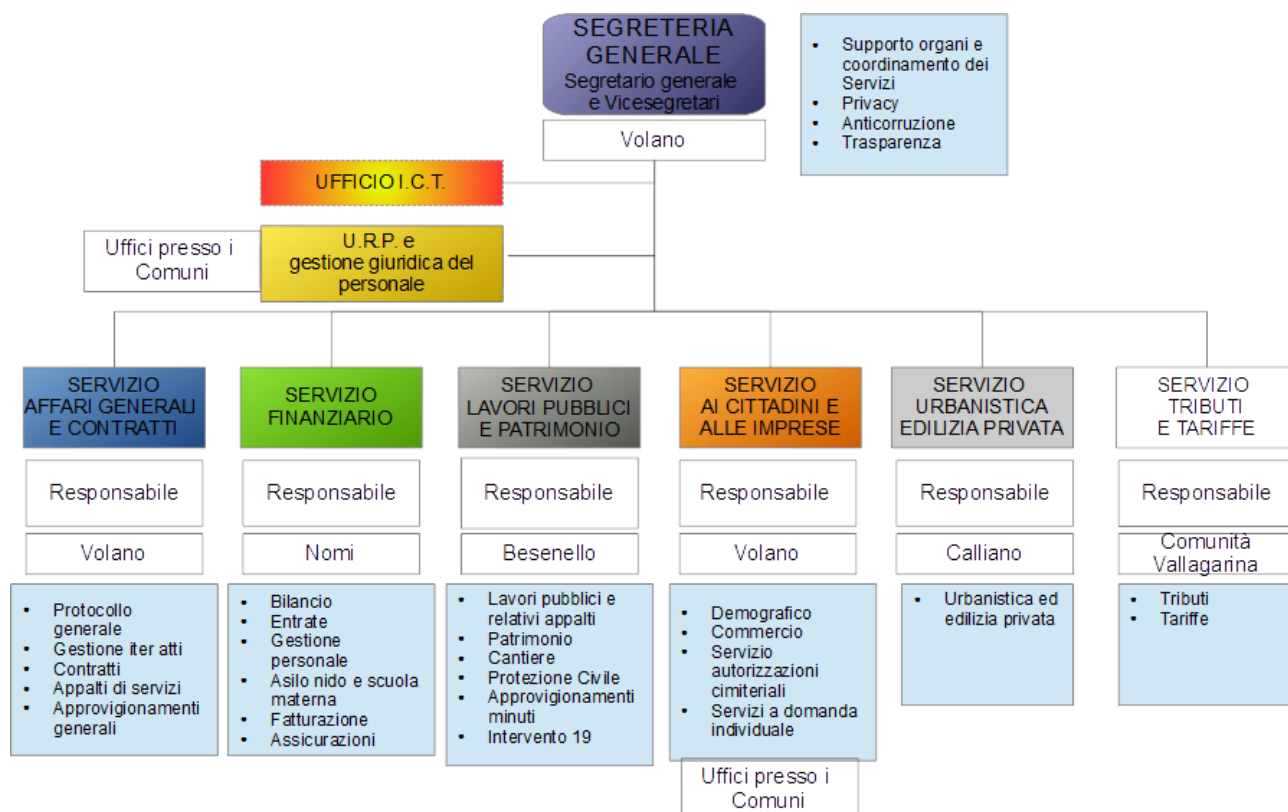 SEGRETERIA
GENERALE
Segretario generale
e Vicesegretari
Volano
• Supporto organi e
coordinamento dei
Servizi
• Privacy
• Anticorruzione
• Trasparenza
UFFICIO I.C.T.
Uffici presso i
Comuni
U.R.P. e
gestione giuridica del
personale
SERVIZIO
AFFARI GENERALI
E CONTRATTI
Responsabile
Volano
• Protocollo
generale
• Gestione iter atti
• Contratti
• Appalti di servizi
• Approvigionamenti
generali
SERVIZIO
FINANZIARIO
Responsabile
Nomi
• Bilancio
• Entrate
• Gestione
personale
• Asilo nido e scuola
materna
• Fatturazione
• Assicurazioni
SERVIZIO
LAVORI PUBBLICI
E PATRIMONIO
Responsabile
Besenello
• Lavori pubblici e
relativi appalti
• Patrimonio
• Cantiere
• Protezione Civile
• Approvigionamenti
minuti
• Intervento 19
SERVIZIO
AI CITTADINI E
ALLE IMPRESE
Responsabile
Volano
• Demografico
• Commercio
• Servizio
autorizzazioni
cimiteriali
• Servizi a domanda
individuale
Uffici presso i
Comuni
SERVIZIO
URBANISTICA
EDILIZIA PRIVATA
Responsabile
Calliano
• Urbanistica ed
edilizia privata
SERVIZIO
TRIBUTI
E TARIFFE
Responsabile
Comunità
Vallagarina
• Tributi
• Tariffe